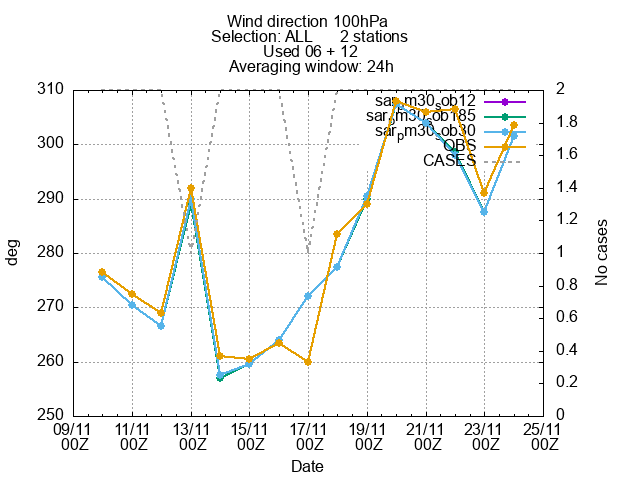 Wind direction 100hPa
Selection: ALL 2 stations
Used 06 + 12
Averaging window: 24h
310 2
sar_pm30_sob12
sar_pm30_sob185
sar_pm30_sob30
OBS
CASES
300 1.8
1.6
290 1.4
1.2
280 1
0.8
270 0.6
260 0.4
0.2
250 0
deg
No cases
09/11 11/11 13/11 15/11 17/11 19/11 21/11 23/11 25/11
00Z 00Z 00Z 00Z 00Z 00Z 00Z 00Z 00Z
Date